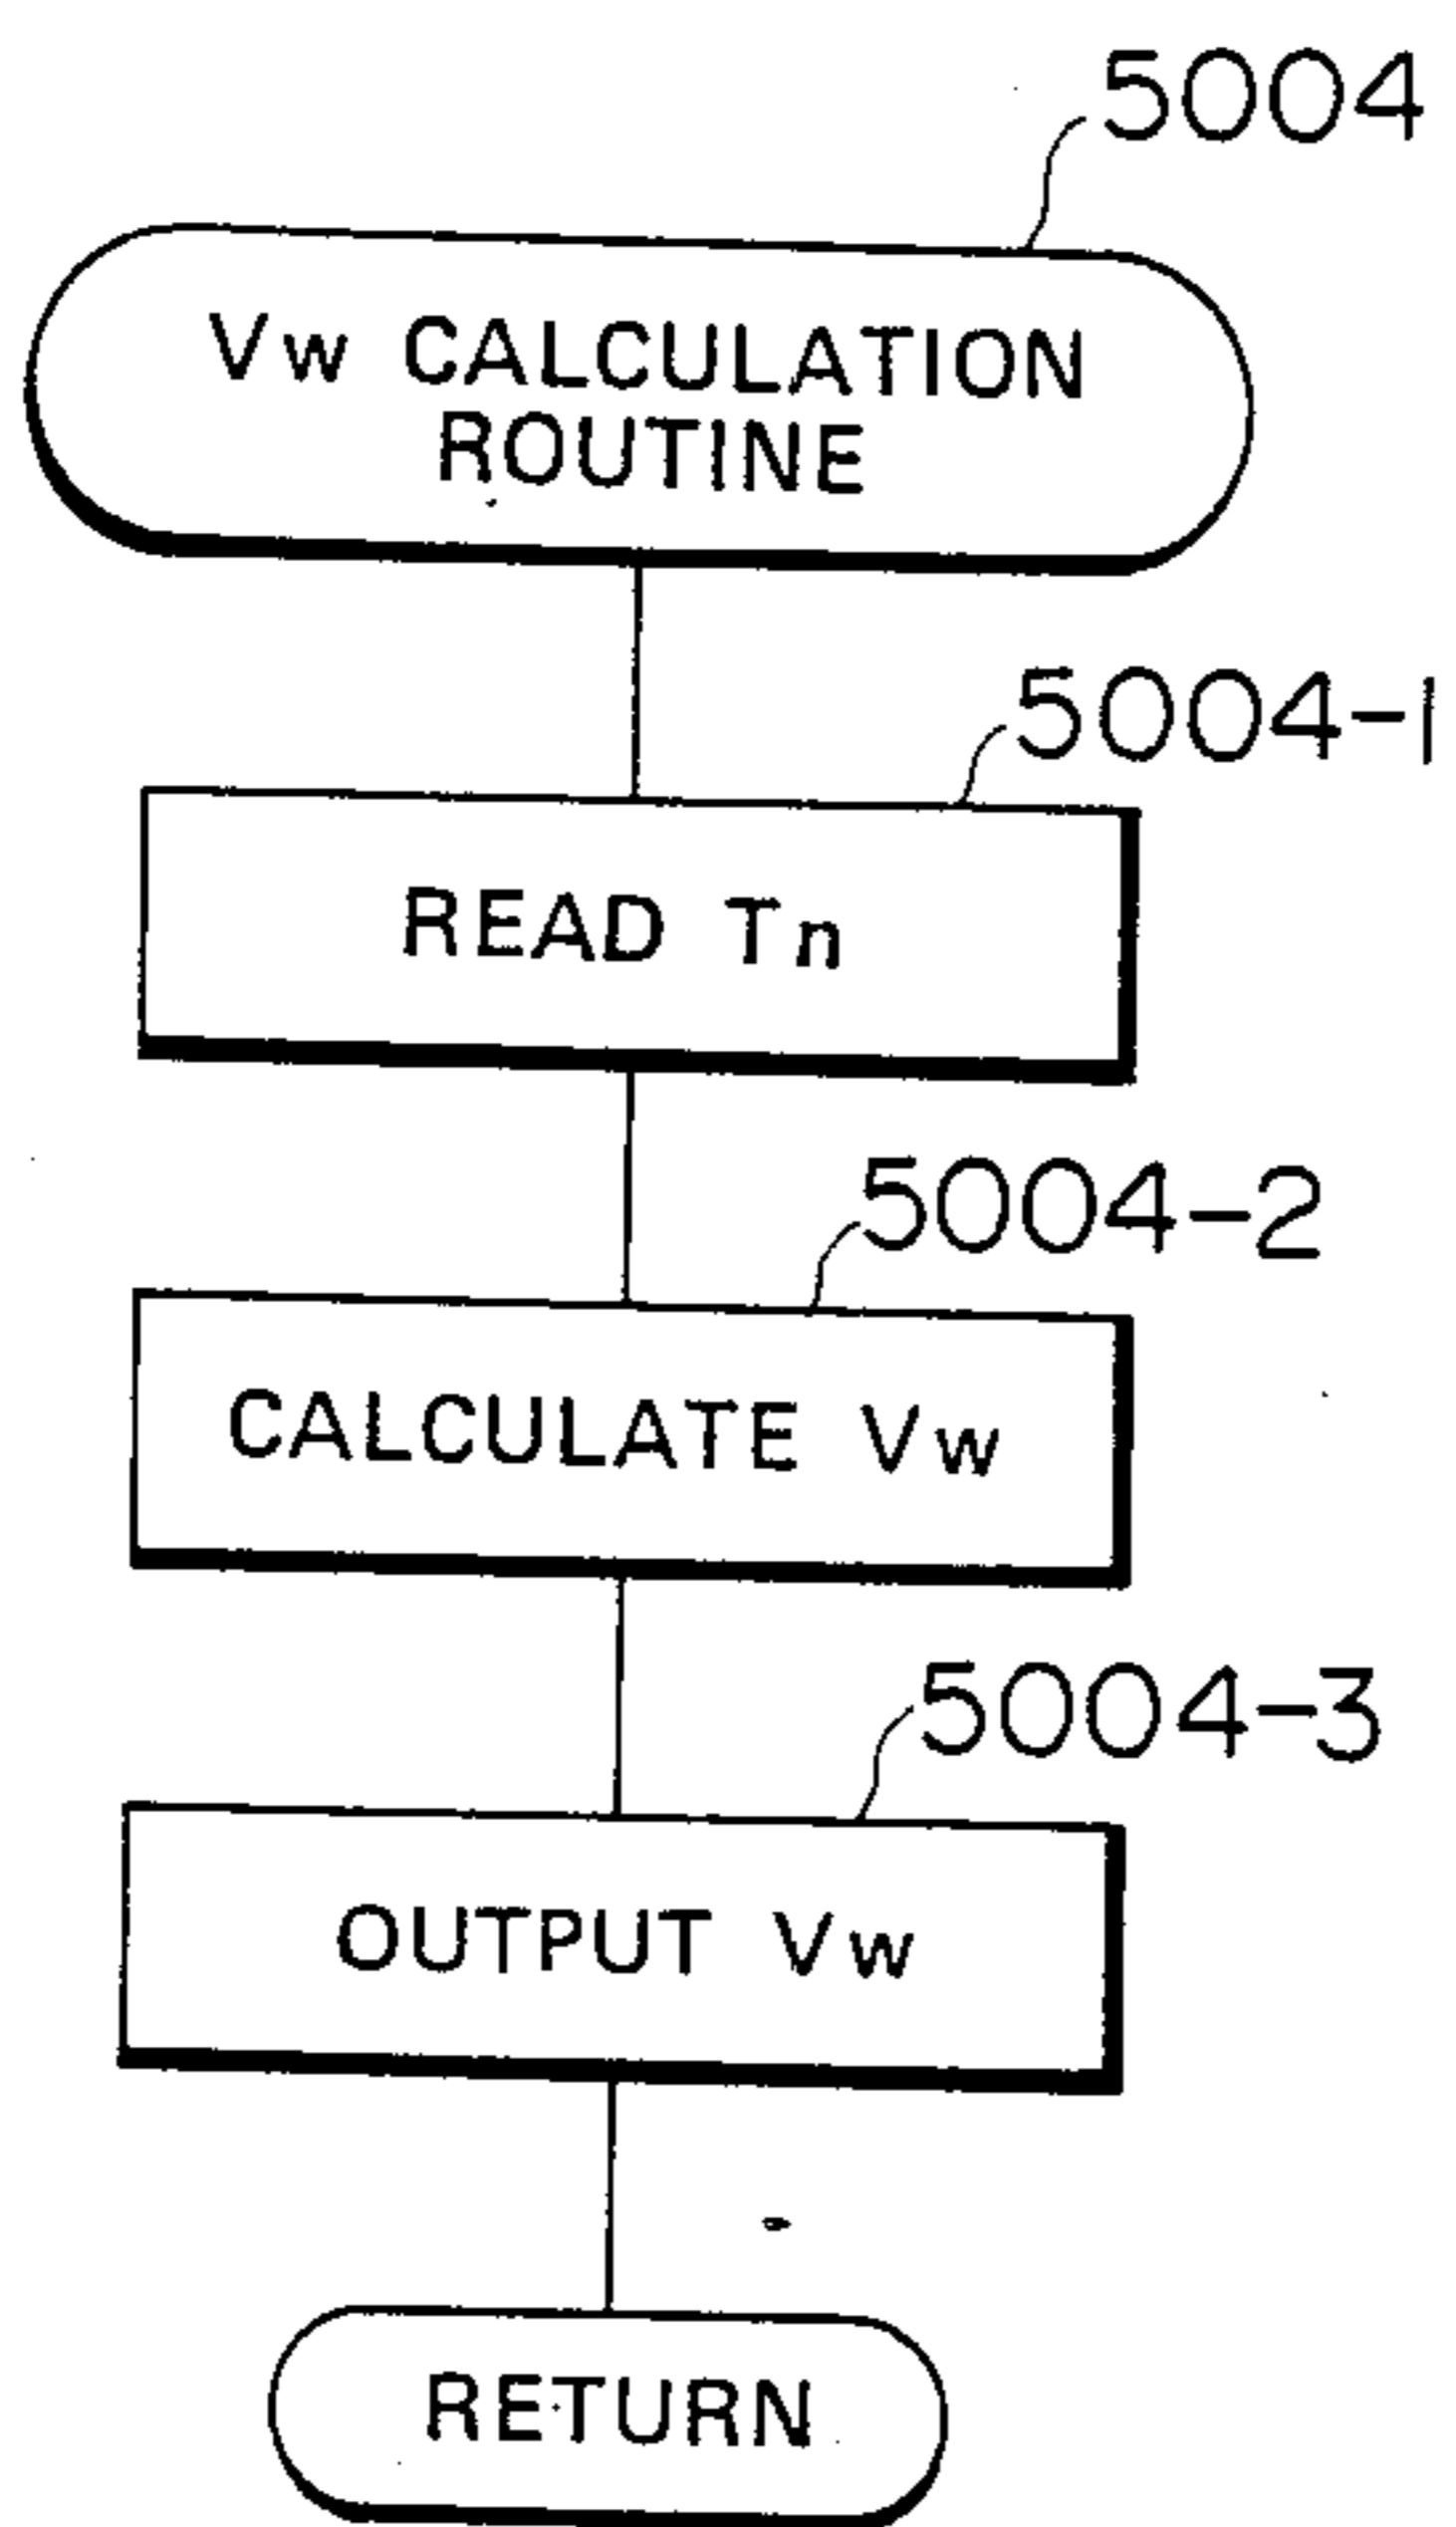 5004
Vw CALCULATION
ROUTINE
5004-1
READ Tn
5004-2
CALCULATE Vw
5004-3
OUTPUT Vw
RETURN